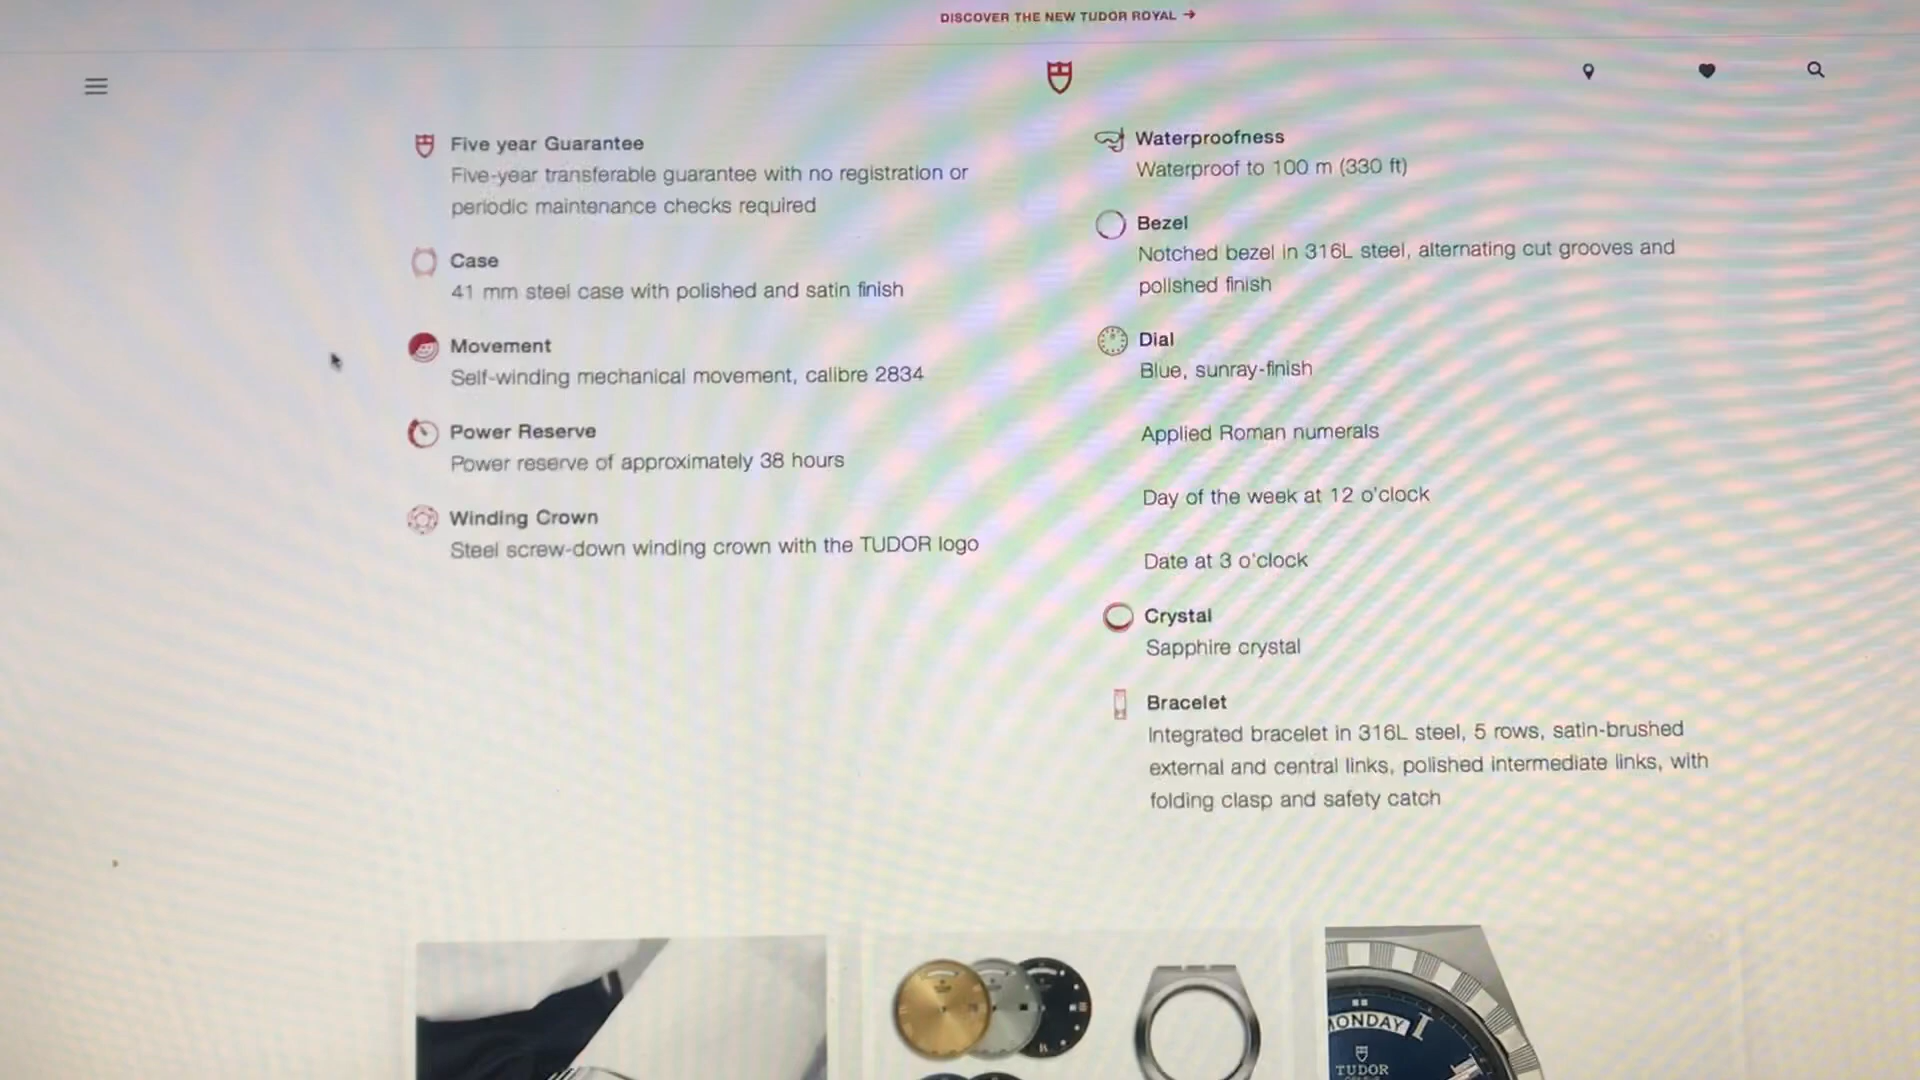 DISCOVER THE NEW TUDOR ROYAL →
Five year Guarantee
Five-year transferable guarantee with no registration or
periodic maintenance checks required
Case
41 mm steel case with polished and satin finish
Movement
Self-winding mechanical movement, calibre 2834
Power Reserve
Power reserve of approximately 38 hours
Winding Crown
Steel screw-down winding crown with the TUDOR logo
Waterproofness
Waterproof to 100 m (330 ft)
Bezel
Notched bezel in 316L steel, alternating cut grooves and
polished finish
Dial
Blue, sunray-finish
Applied Roman numerals
Day of the week at 12 o'clock
Date at 3 o'clock
Crystal
Sapphire crystal
Bracelet
Integrated bracelet in 316L steel, 5 rows, satin-brushed
external and central links, polished intermediate links, with
folding clasp and safety catch
MONDAY
TUDOR